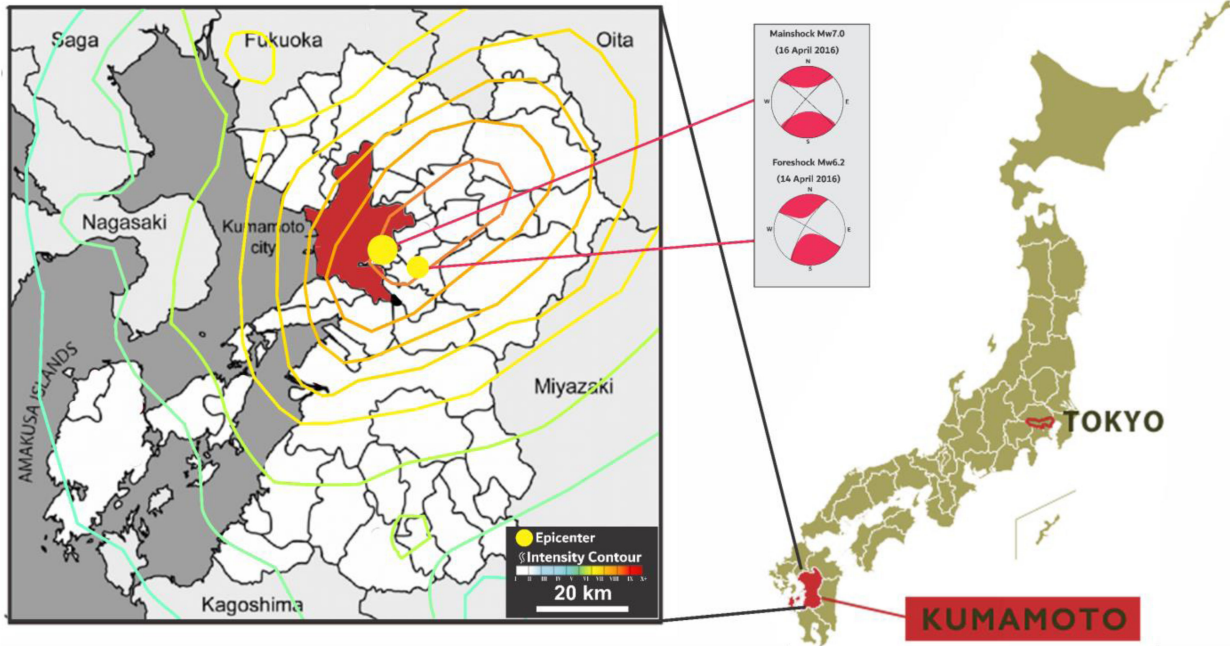 Saga
Fukuoka
Oita
Nagasaki
Kumamoto
city
AMAKUSA ISLANDS
Miyazaki
Kagoshima
Epicenter
Intensity Contour
I II III IV V VI VII VIII IX X+
20 km
Mainshock Mw7.0
(16 April 2016)
N
W E
S
Foreshock Mw6.2
(14 April 2016)
N
W E
S
TOKYO
KUMAMOTO